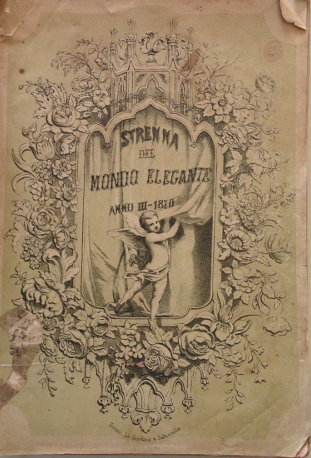 STRENNA
DEL
MONDO ELEGANTE
ANNO III-1870